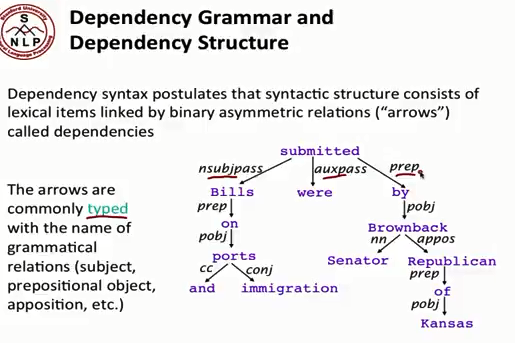 Stanford University
S
N L P
Natural Language Processing
Dependency Grammar and
Dependency Structure
Dependency syntax postulates that syntactic structure consists of
lexical items linked by binary asymmetric relations (“arrows”)
called dependencies
The arrows are
commonly typed
with the name of
grammatical
relations (subject,
prepositional object,
apposition, etc.)
submitted
nsubjpass auxpass prep
Bills were by
prep pobj
on Brownback
pobj nn appos
ports Senator Republican
cc conj prep
and immigration of
pobj
Kansas